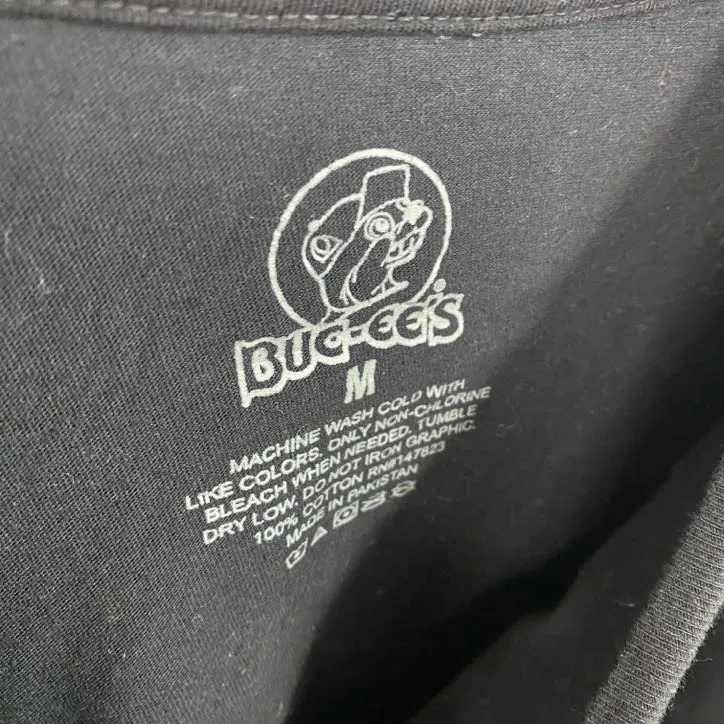 BUC-EE'S
®
M
MACHINE WASH COLD WITH
LIKE COLORS. ONLY NON-CHLORINE
BLEACH WHEN NEEDED. TUMBLE
DRY LOW. DO NOT IRON GRAPHIC.
100% COTTON RN#147823
MADE IN PAKISTAN